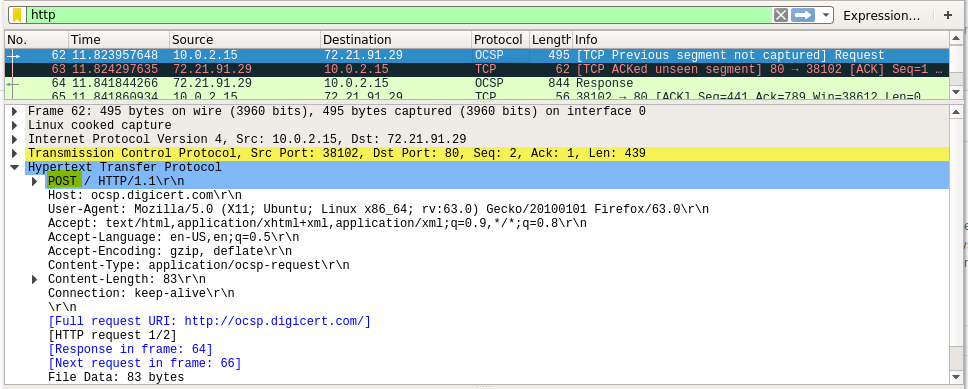 http Expression… +
No. Time Source Destination Protocol Length Info
62 11.823957648 10.0.2.15 72.21.91.29 OCSP 495 [TCP Previous segment not captured] Request
63 11.824297635 72.21.91.29 10.0.2.15 TCP 62 [TCP ACKed unseen segment] 80 → 38102 [ACK] Seq=1 …
64 11.841844266 72.21.91.29 10.0.2.15 OCSP 844 Response
65 11.841860934 10.0.2.15 72.21.91.29 TCP 56 38102 → 80 [ACK] Seq=441 Ack=789 Win=38612 Len=0
Frame 62: 495 bytes on wire (3960 bits), 495 bytes captured (3960 bits) on interface 0
Linux cooked capture
Internet Protocol Version 4, Src: 10.0.2.15, Dst: 72.21.91.29
Transmission Control Protocol, Src Port: 38102, Dst Port: 80, Seq: 2, Ack: 1, Len: 439
Hypertext Transfer Protocol
POST / HTTP/1.1\r\n
Host: ocsp.digicert.com\r\n
User-Agent: Mozilla/5.0 (X11; Ubuntu; Linux x86_64; rv:63.0) Gecko/20100101 Firefox/63.0\r\n
Accept: text/html,application/xhtml+xml,application/xml;q=0.9,*/*;q=0.8\r\n
Accept-Language: en-US,en;q=0.5\r\n
Accept-Encoding: gzip, deflate\r\n
Content-Type: application/ocsp-request\r\n
Content-Length: 83\r\n
Connection: keep-alive\r\n
\r\n
[Full request URI: http://ocsp.digicert.com/]
[HTTP request 1/2]
[Response in frame: 64]
[Next request in frame: 66]
File Data: 83 bytes